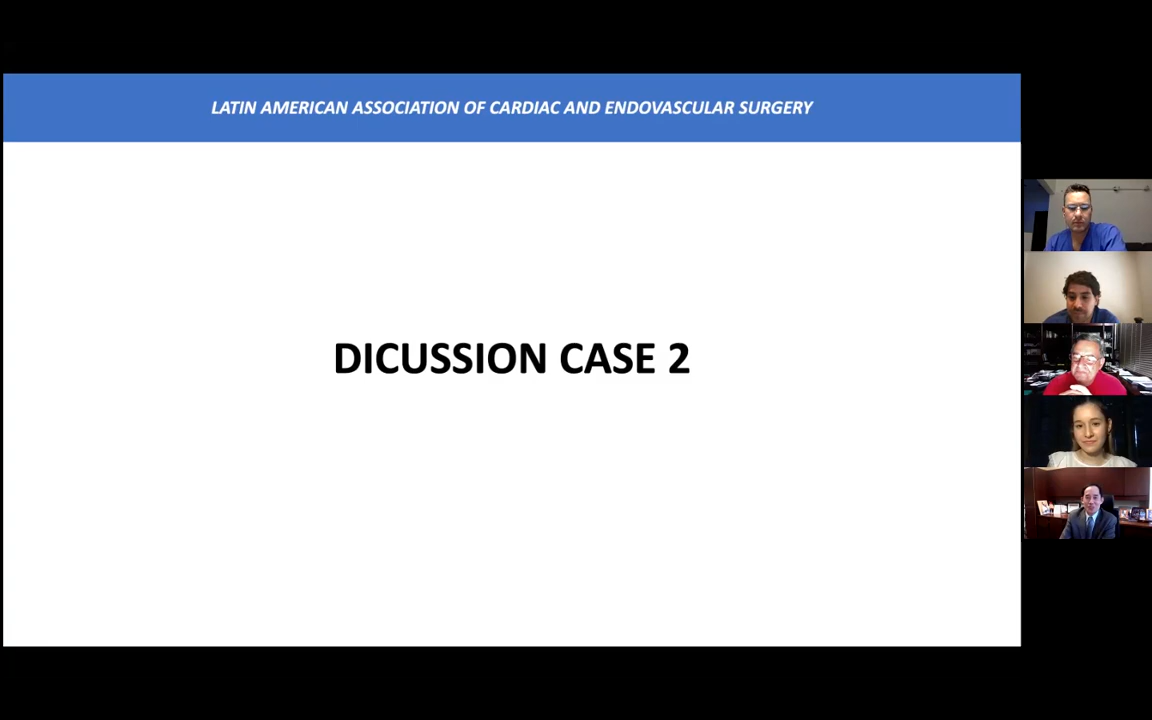 LATIN AMERICAN ASSOCIATION OF CARDIAC AND ENDOVASCULAR SURGERY
DICUSSION CASE 2